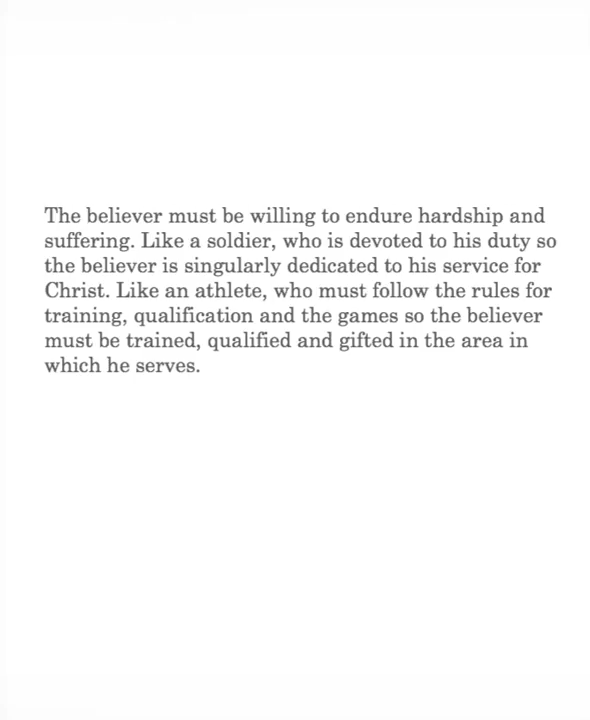 The believer must be willing to endure hardship and
suffering. Like a soldier, who is devoted to his duty so
the believer is singularly dedicated to his service for
Christ. Like an athlete, who must follow the rules for
training, qualification and the games so the believer
must be trained, qualified and gifted in the area in
which he serves.